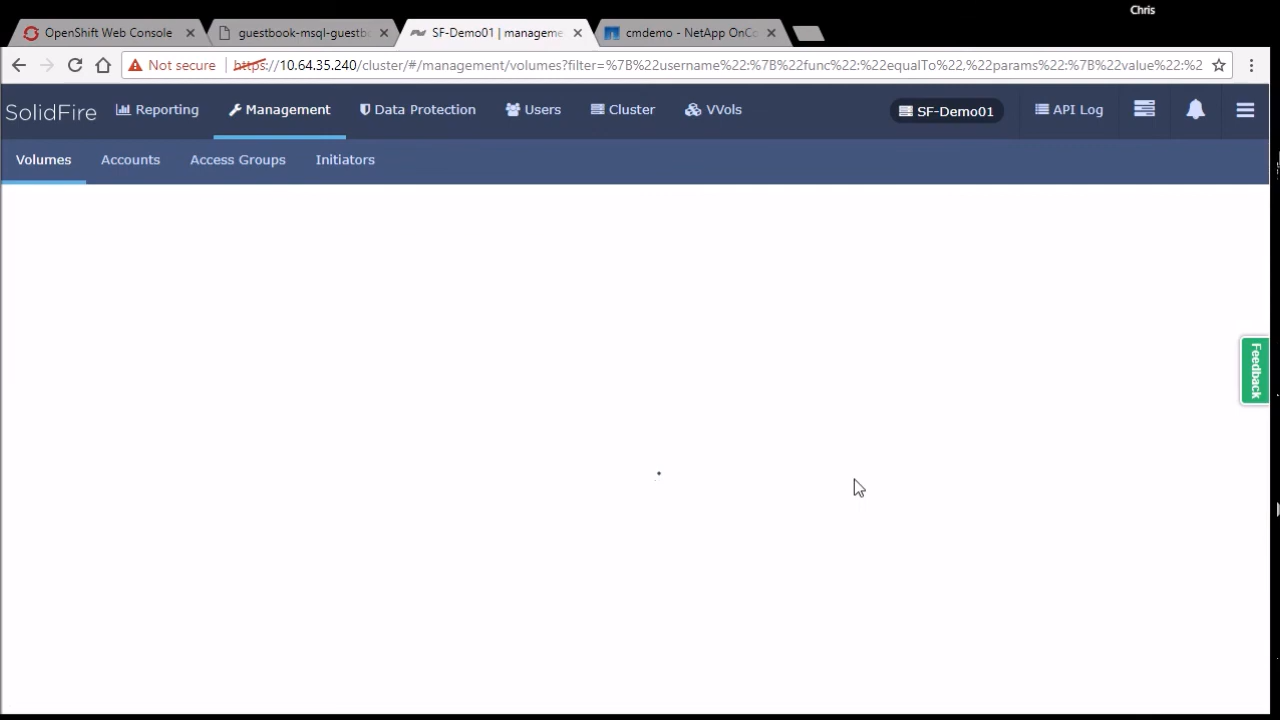 Chris
OpenShift Web Console
guestbook-msql-guestb
SF-Demo01 | manageme
cmdemo - NetApp OnCo
Not secure
https://10.64.35.240/cluster/#/management/volumes?filter=%7B%22username%22:%7B%22func%22:%22equalTo%22,%22params%22:%7B%22value%22:%2
SolidFire
Reporting
Management
Data Protection
Users
Cluster
VVols
SF-Demo01
API Log
Volumes
Accounts
Access Groups
Initiators
Feedback